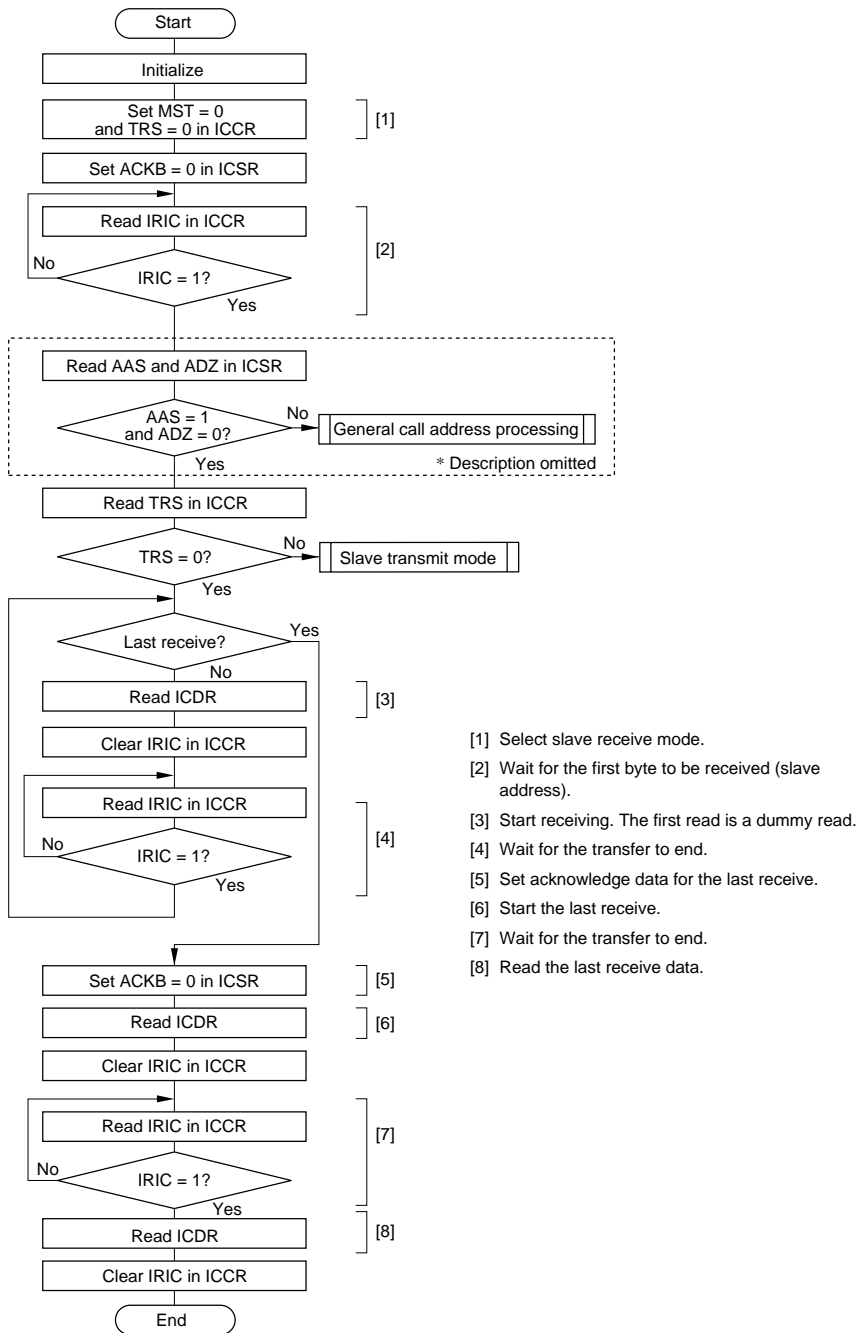 Start
Initialize
Set MST = 0
and TRS = 0 in ICCR
[1]
Set ACKB = 0 in ICSR
Read IRIC in ICCR
[2]
No
IRIC = 1?
Yes
Read AAS and ADZ in ICSR
AAS = 1
and ADZ = 0?
No
General call address processing
Yes
* Description omitted
Read TRS in ICCR
TRS = 0?
No
Slave transmit mode
Yes
Last receive?
Yes
No
Read ICDR
[3]
Clear IRIC in ICCR
Read IRIC in ICCR
[4]
No
IRIC = 1?
Yes
Set ACKB = 0 in ICSR
[5]
Read ICDR
[6]
Clear IRIC in ICCR
Read IRIC in ICCR
[7]
No
IRIC = 1?
Yes
Read ICDR
[8]
Clear IRIC in ICCR
End
[1] Select slave receive mode.
[2] Wait for the first byte to be received (slave
address).
[3] Start receiving. The first read is a dummy read.
[4] Wait for the transfer to end.
[5] Set acknowledge data for the last receive.
[6] Start the last receive.
[7] Wait for the transfer to end.
[8] Read the last receive data.